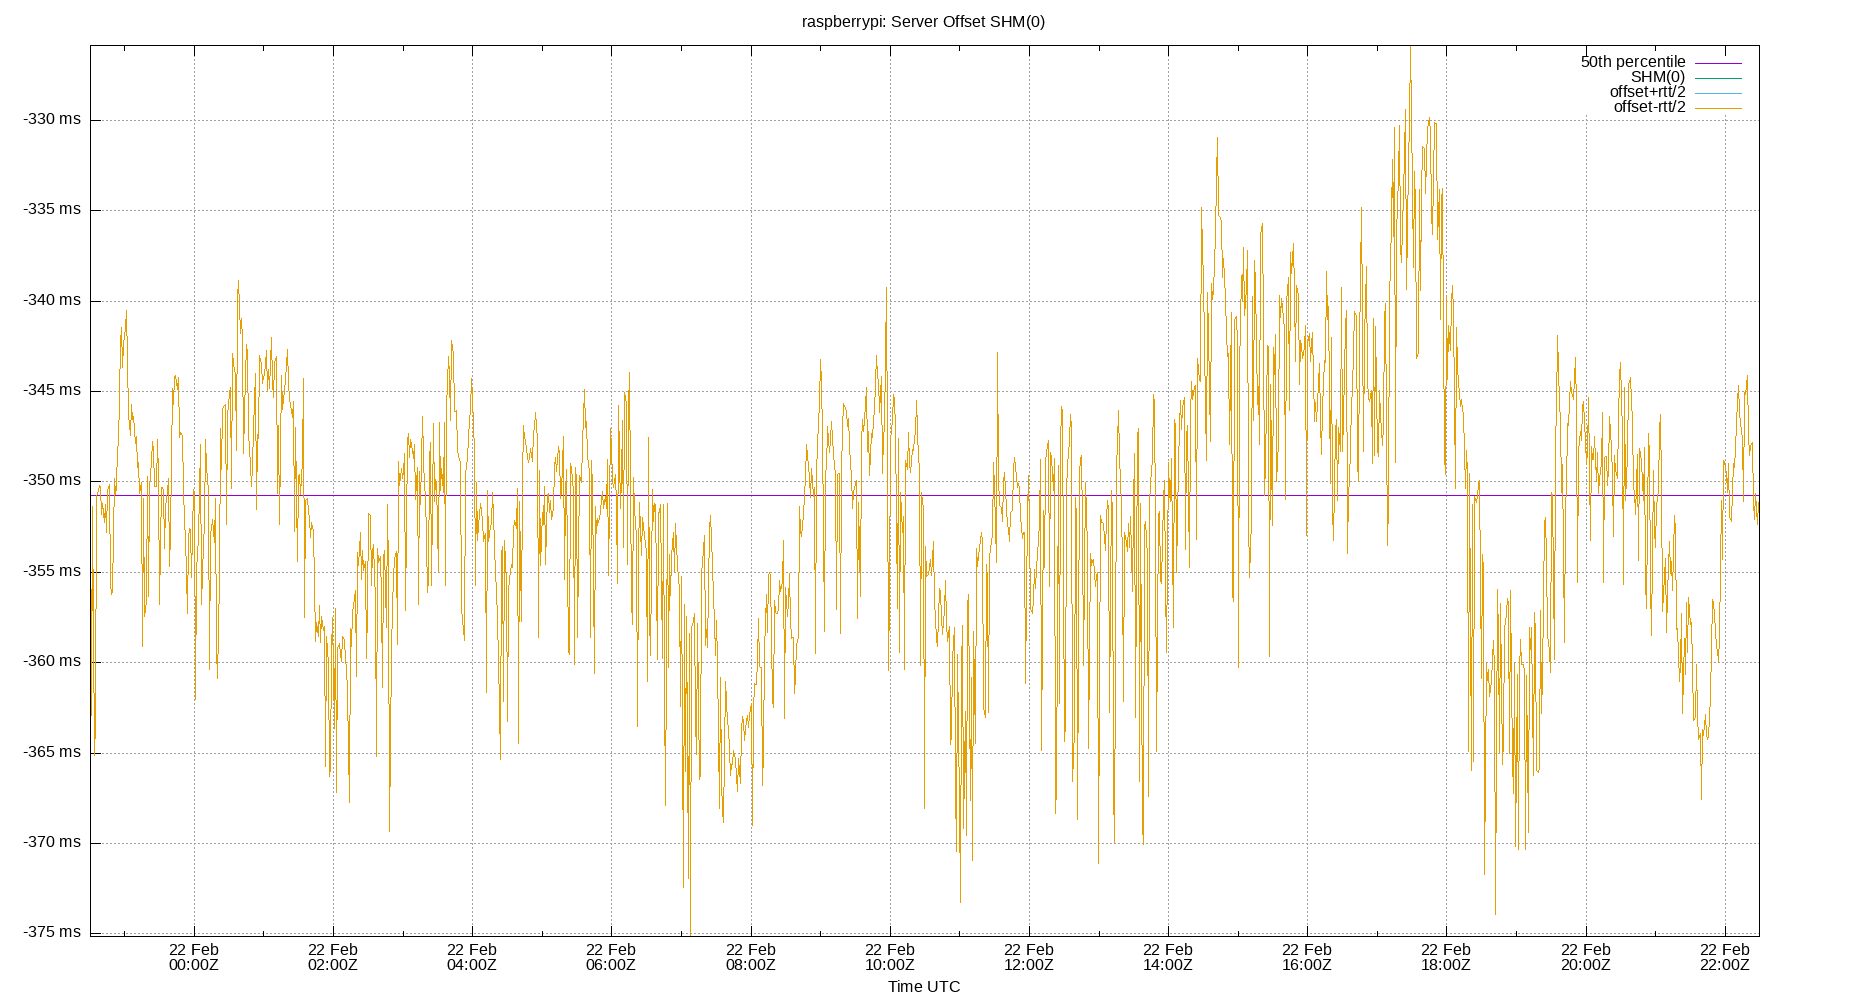 raspberrypi: Server Offset SHM(0)
50th percentile
SHM(0)
offset+rtt/2
offset-rtt/2
-330 ms
-335 ms
-340 ms
-345 ms
-350 ms
-355 ms
-360 ms
-365 ms
-370 ms
-375 ms
22 Feb 22 Feb 22 Feb 22 Feb 22 Feb 22 Feb 22 Feb 22 Feb 22 Feb 22 Feb 22 Feb 22 Feb
00:00Z 02:00Z 04:00Z 06:00Z 08:00Z 10:00Z 12:00Z 14:00Z 16:00Z 18:00Z 20:00Z 22:00Z
Time UTC